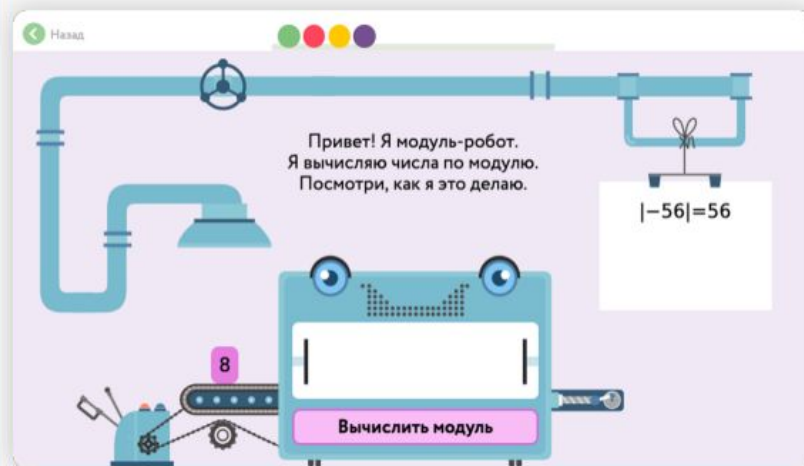 Назад
Привет! Я модуль-робот.
Я вычисляю числа по модулю.
Посмотри, как я это делаю.
|−56|=56
8
Вычислить модуль